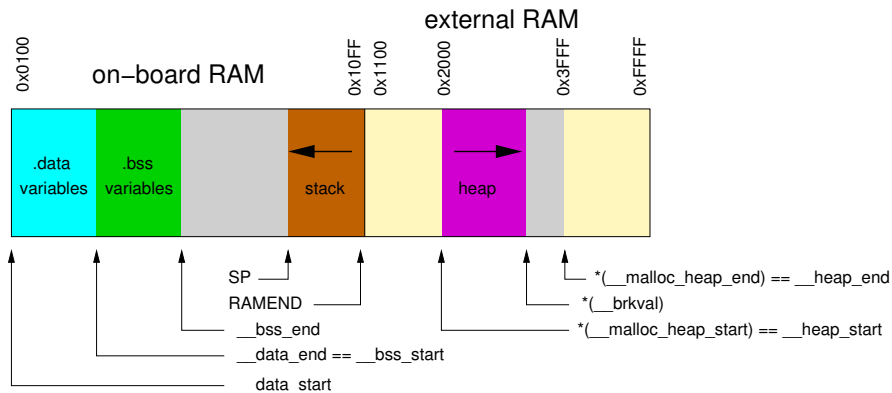 external RAM
on−board RAM
0x0100
0x10FF
0x1100
0x2000
0x3FFF
0xFFFF
.data
variables
.bss
variables
stack
heap
SP
RAMEND
__bss_end
__data_end == __bss_start
__data_start
*(__malloc_heap_end) == __heap_end
*(__brkval)
*(__malloc_heap_start) == __heap_start